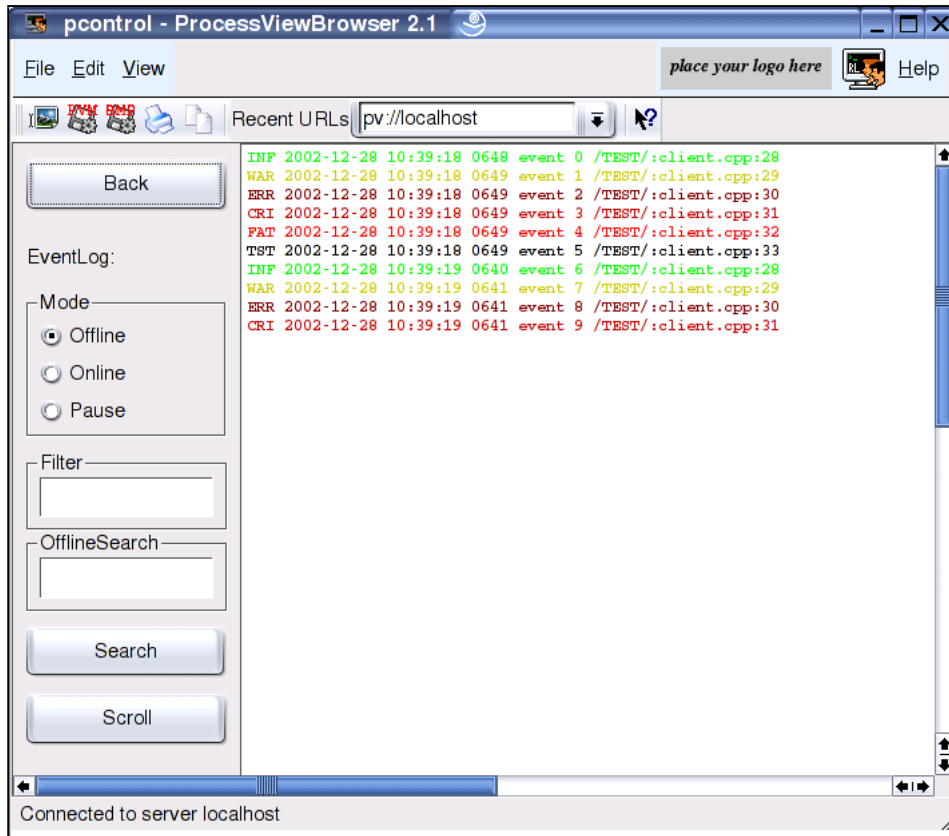 pcontrol - ProcessViewBrowser 2.1
File Edit View place your logo here Help
Recent URLs pv://localhost
Back
EventLog:
Mode
Offline
Online
Pause
Filter
OfflineSearch
Search
Scroll
INF 2002-12-28 10:39:18 0648 event 0 /TEST/:client.cpp:28
WAR 2002-12-28 10:39:18 0649 event 1 /TEST/:client.cpp:29
ERR 2002-12-28 10:39:18 0649 event 2 /TEST/:client.cpp:30
CRI 2002-12-28 10:39:18 0649 event 3 /TEST/:client.cpp:31
FAT 2002-12-28 10:39:18 0649 event 4 /TEST/:client.cpp:32
TST 2002-12-28 10:39:18 0649 event 5 /TEST/:client.cpp:33
INF 2002-12-28 10:39:19 0640 event 6 /TEST/:client.cpp:28
WAR 2002-12-28 10:39:19 0641 event 7 /TEST/:client.cpp:29
ERR 2002-12-28 10:39:19 0641 event 8 /TEST/:client.cpp:30
CRI 2002-12-28 10:39:19 0641 event 9 /TEST/:client.cpp:31
Connected to server localhost